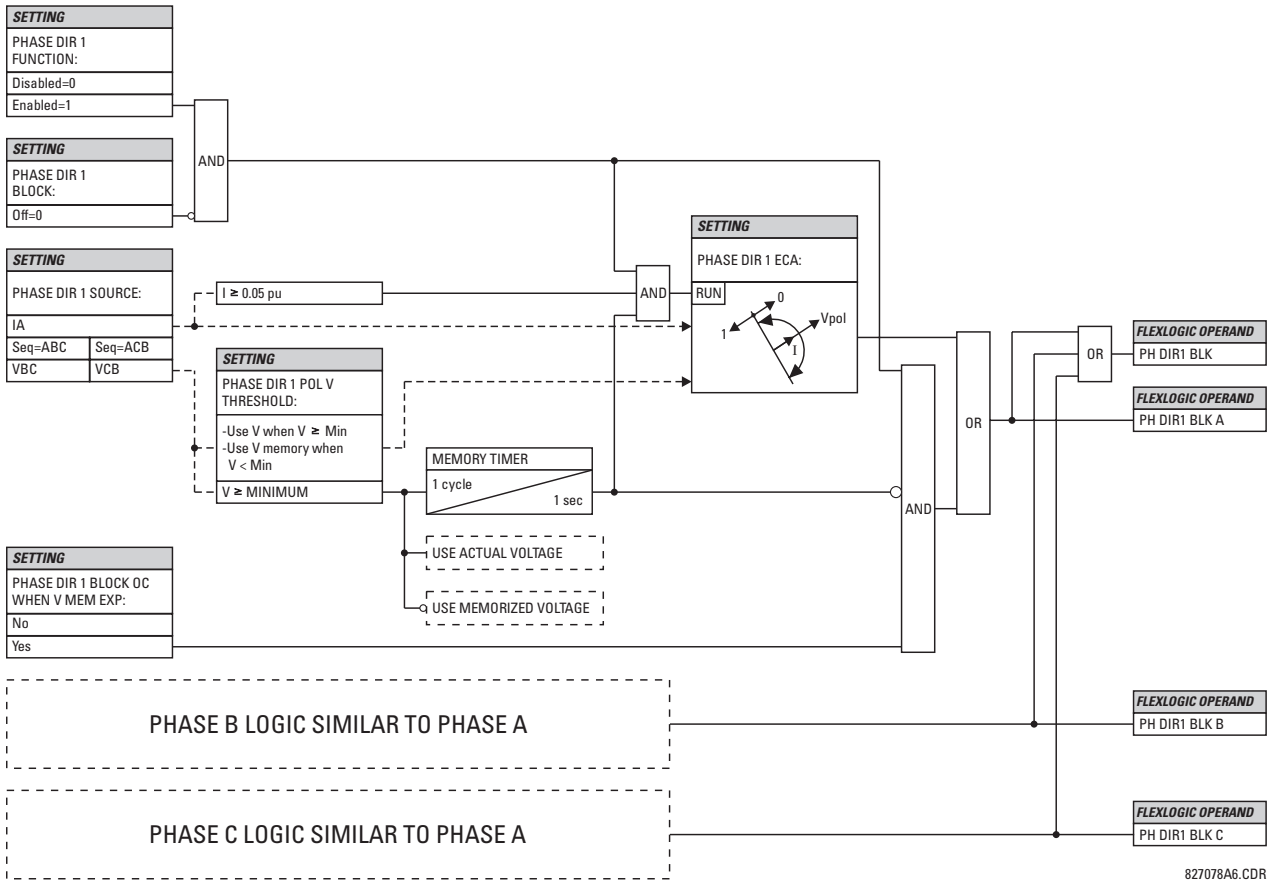 SETTING
PHASE DIR 1
FUNCTION:
Disabled=0
Enabled=1
AND
SETTING
PHASE DIR 1
BLOCK:
Off=0
SETTING
PHASE DIR 1 SOURCE:
IA
Seq=ABC Seq=ACB
VBC VCB
I ≥ 0.05 pu
AND
SETTING
PHASE DIR 1 ECA:
RUN
0
1
Vpol
I
SETTING
PHASE DIR 1 POL V
THRESHOLD:
-Use V when V ≥ Min
-Use V memory when
V < Min
V ≥ MINIMUM
MEMORY TIMER
1 cycle
1 sec
USE ACTUAL VOLTAGE
USE MEMORIZED VOLTAGE
SETTING
PHASE DIR 1 BLOCK OC
WHEN V MEM EXP:
No
Yes
AND
OR
OR
FLEXLOGIC OPERAND
PH DIR1 BLK
FLEXLOGIC OPERAND
PH DIR1 BLK A
PHASE B LOGIC SIMILAR TO PHASE A
FLEXLOGIC OPERAND
PH DIR1 BLK B
PHASE C LOGIC SIMILAR TO PHASE A
FLEXLOGIC OPERAND
PH DIR1 BLK C
827078A6.CDR